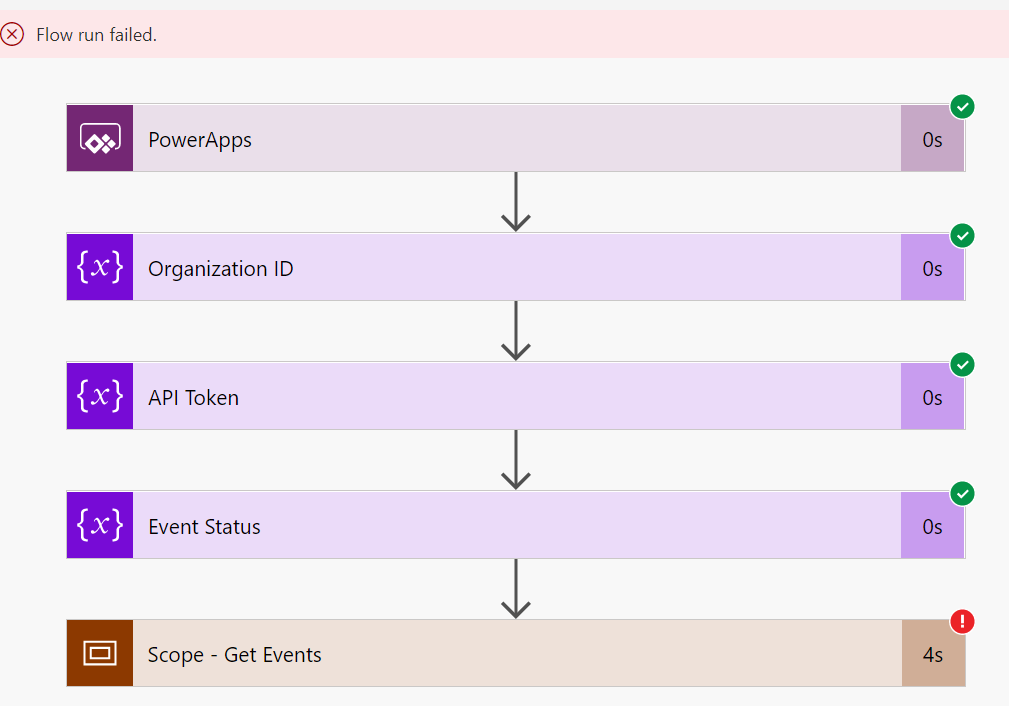 Flow run failed.
PowerApps 0s
{x} Organization ID 0s
{x} API Token 0s
{x} Event Status 0s
Scope - Get Events 4s